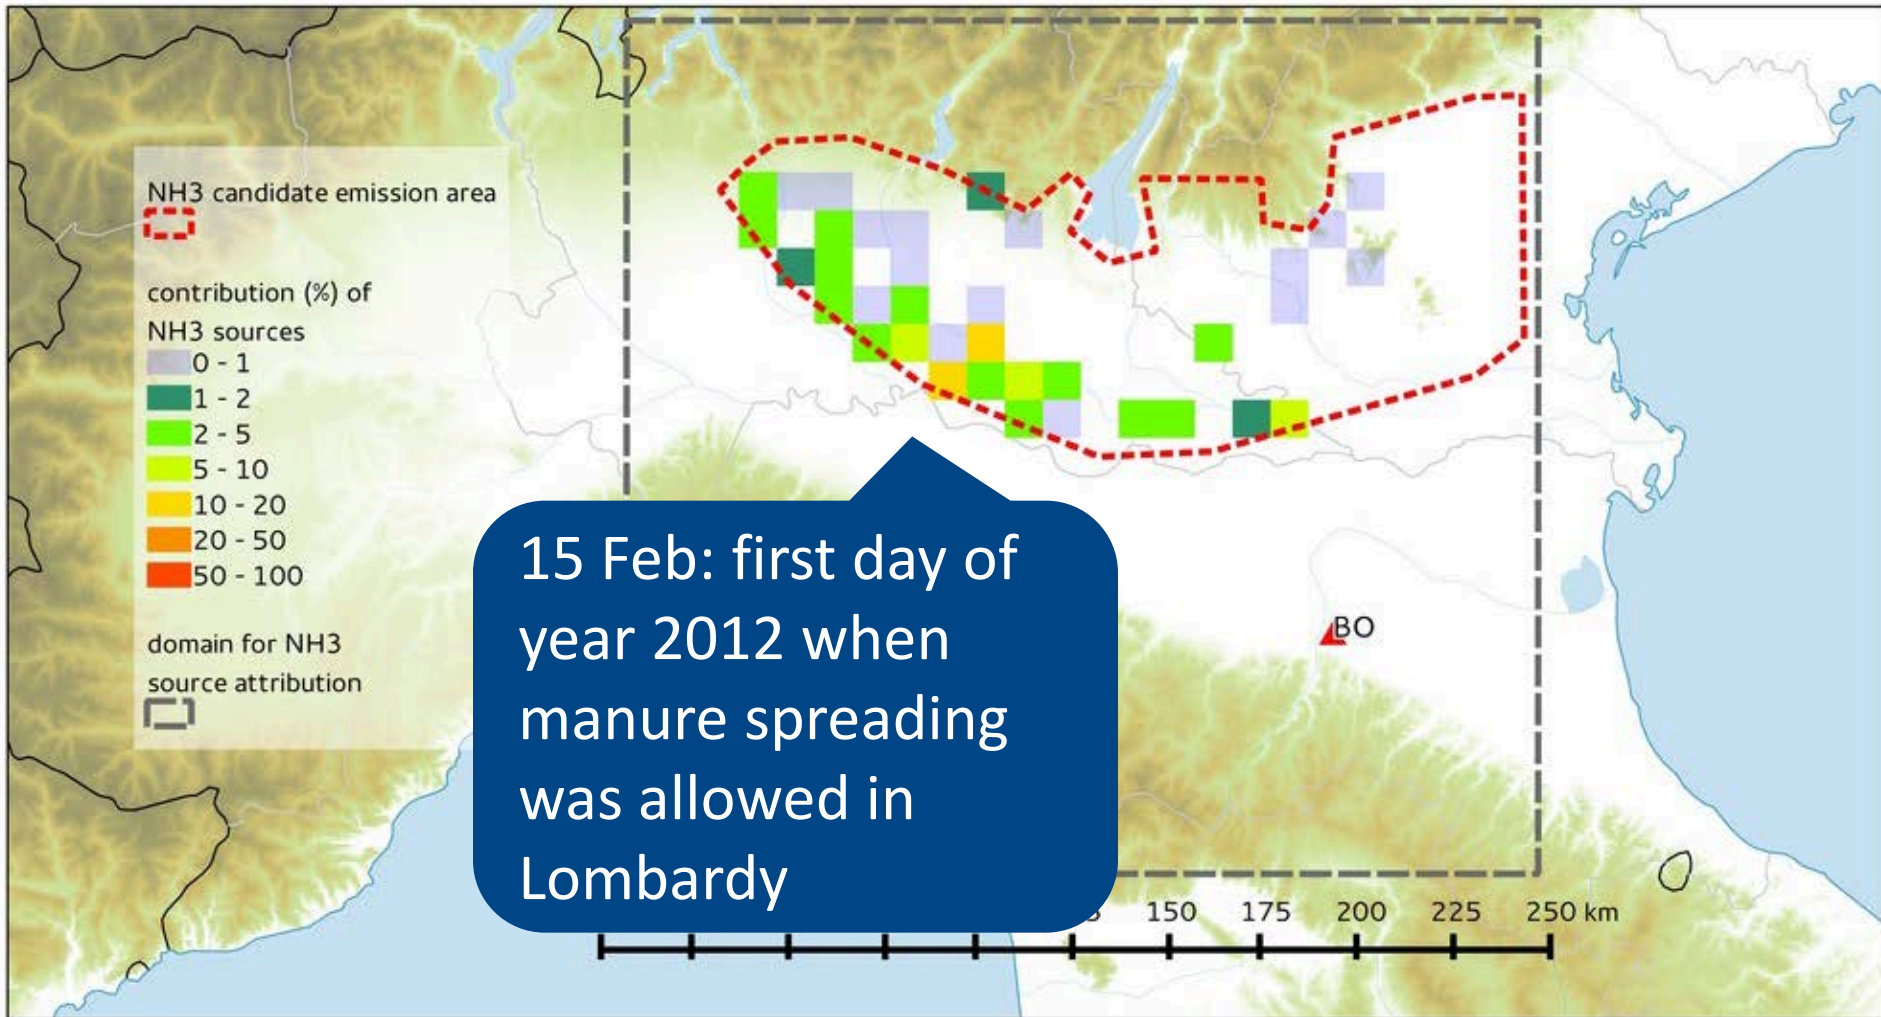 NH3 candidate emission area
contribution (%) of
NH3 sources
0 - 1
1 - 2
2 - 5
5 - 10
10 - 20
20 - 50
50 - 100
domain for NH3
source attribution
15 Feb: first day of
year 2012 when
manure spreading
was allowed in
Lombardy
BO
150 175 200 225 250 km